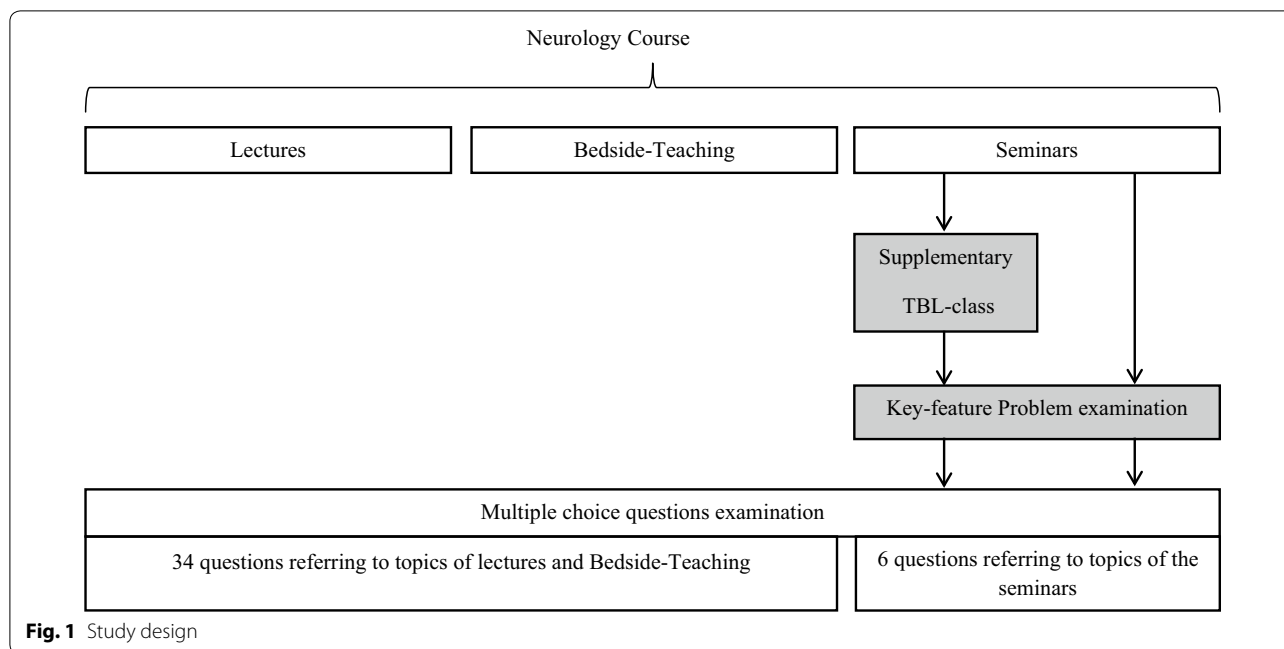 Neurology Course
Lectures
Bedside-Teaching
Seminars
Supplementary
TBL-class
Key-feature Problem examination
Multiple choice questions examination
34 questions referring to topics of lectures and Bedside-Teaching
6 questions referring to topics of the
seminars
Fig. 1 Study design